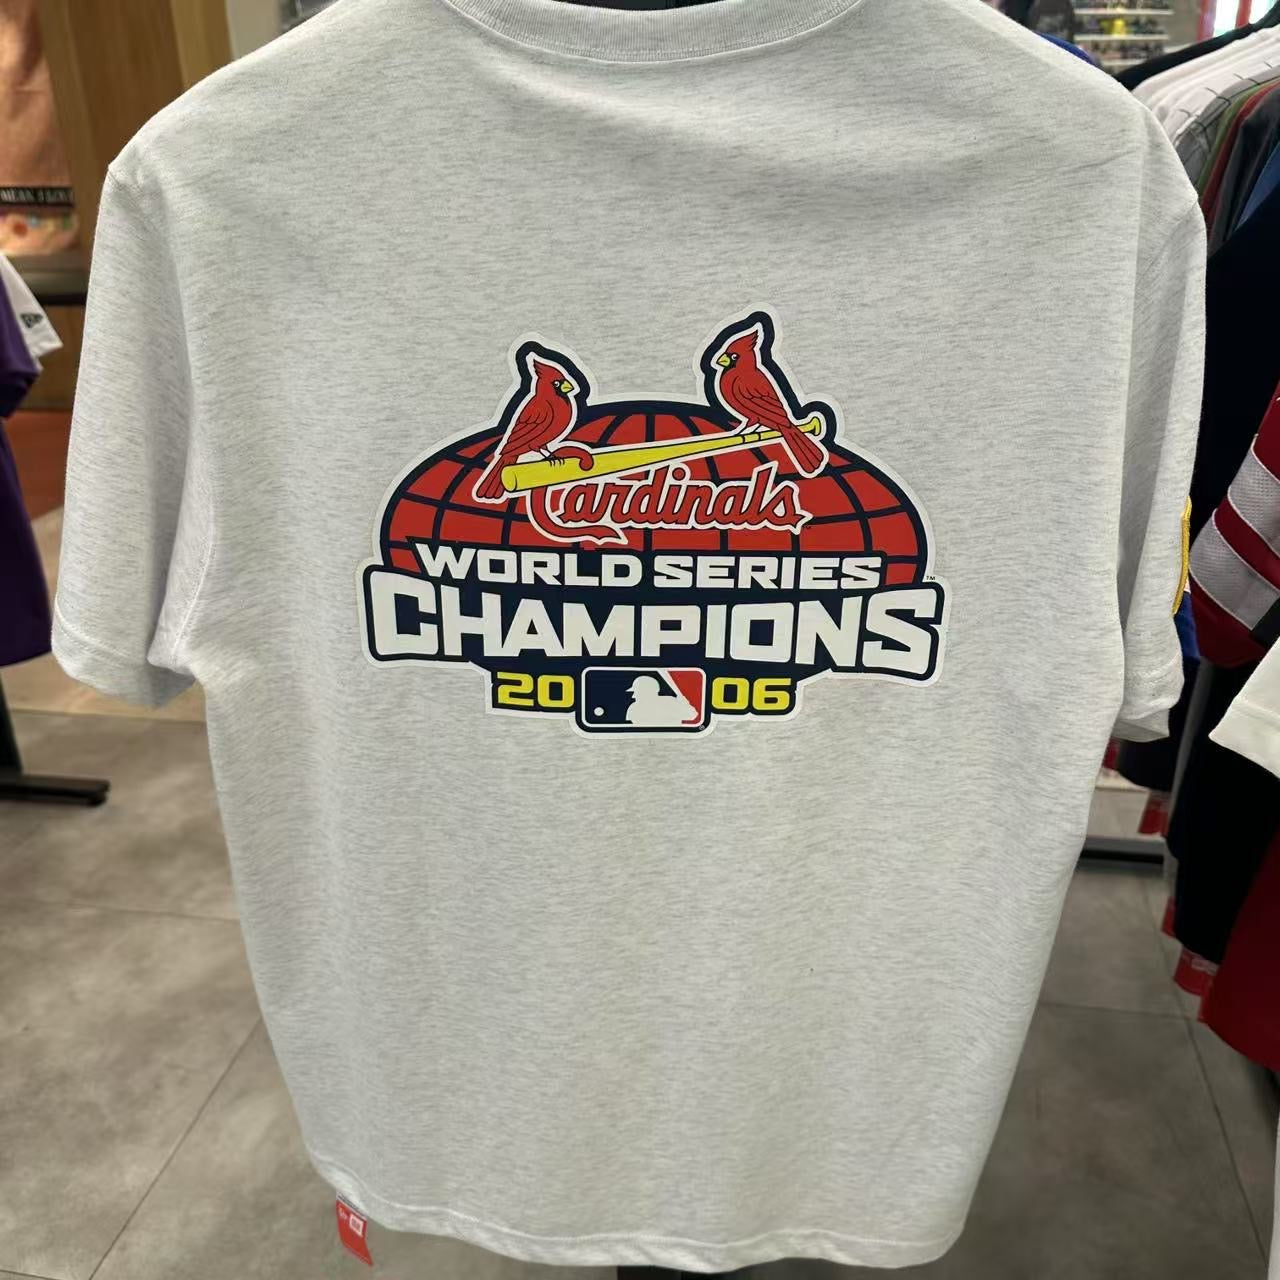 Cardinals
WORLD SERIES
CHAMPIONS
20 06